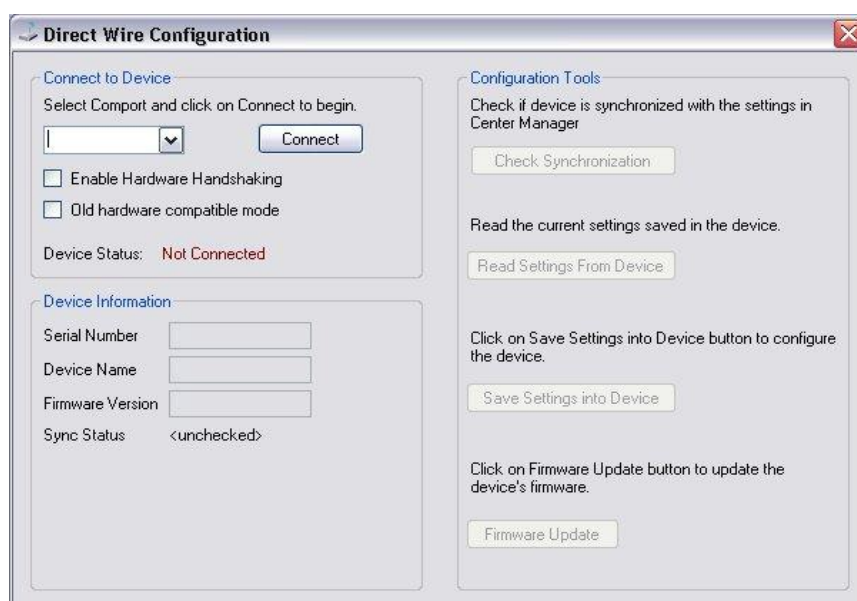 Direct Wire Configuration
Connect to Device
Select Comport and click on Connect to begin.
Connect
Enable Hardware Handshaking
Old hardware compatible mode
Device Status: Not Connected
Device Information
Serial Number
Device Name
Firmware Version
Sync Status <unchecked>
Configuration Tools
Check if device is synchronized with the settings in
Center Manager
Check Synchronization
Read the current settings saved in the device.
Read Settings From Device
Click on Save Settings into Device button to configure
the device.
Save Settings into Device
Click on Firmware Update button to update the
device's firmware.
Firmware Update